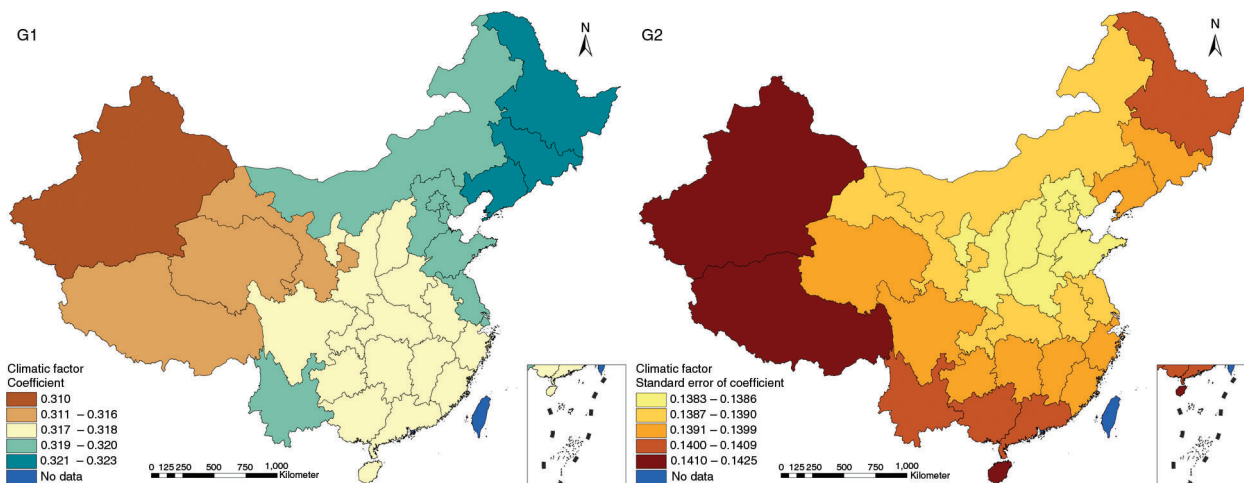 G1
N
Climatic factor
Coefficient
0.310
0.311 – 0.316
0.317 – 0.318
0.319 – 0.320
0.321 – 0.323
No data
0 125 250 500 750 1,000
Kilometer
G2
N
Climatic factor
Standard error of coefficient
0.1383 – 0.1386
0.1387 – 0.1390
0.1391 – 0.1399
0.1400 – 0.1409
0.1410 – 0.1425
No data
0 125 250 500 750 1,000
Kilometer